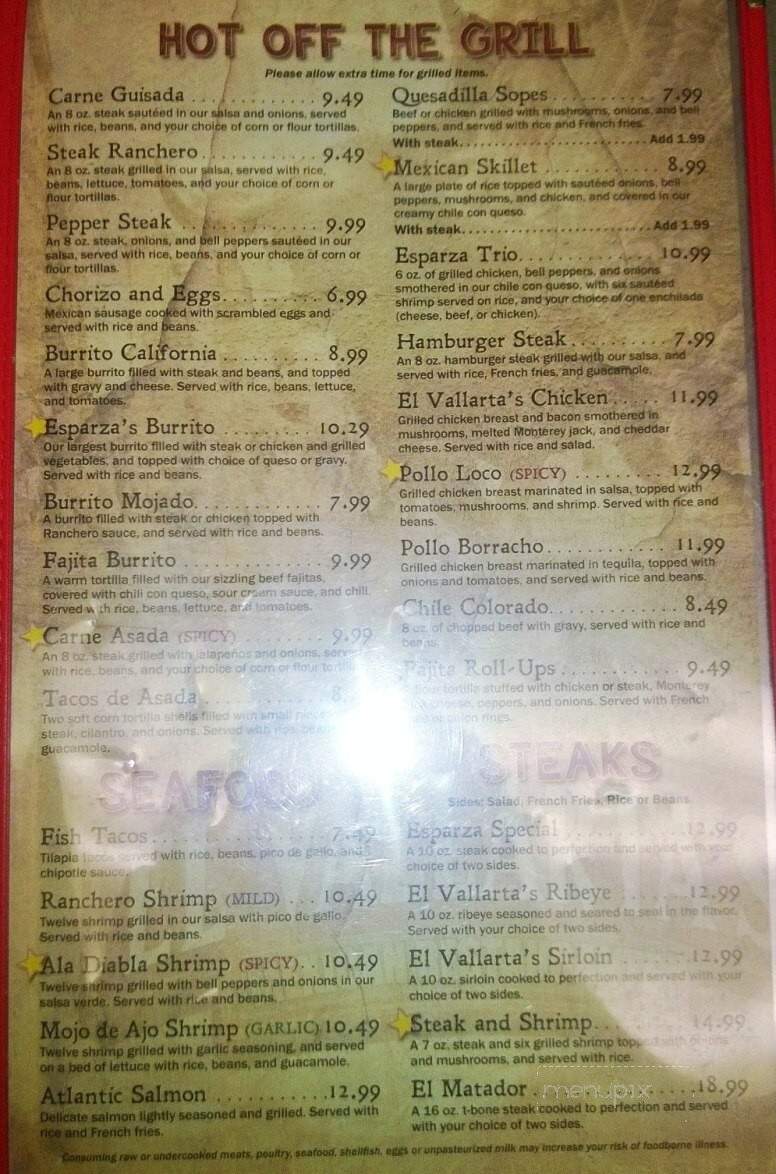 HOT OFF THE GRILL
Please allow extra time for grilled items.
Carne Guisada ............ 9.49
An 8 oz. steak sautéed in our salsa and onions, served
with rice, beans, and your choice of corn or flour tortillas.
Steak Ranchero ........... 9.49
An 8 oz. steak grilled in our salsa, served with rice,
beans, lettuce, tomatoes, and your choice of corn or
flour tortillas.
Pepper Steak ............. 9.99
An 8 oz. steak, onions, and bell peppers sautéed in our
salsa, served with rice, beans, and your choice of corn or
flour tortillas.
Chorizo and Eggs......... 6.99
Mexican sausage cooked with scrambled eggs and
served with rice and beans.
Burrito California .......... 8.99
A large burrito filled with steak and beans, and topped
with gravy and cheese. Served with rice, beans, lettuce,
and tomatoes.
Esparza's Burrito ......... 10.29
Our largest burrito filled with steak or chicken and grilled
vegetables, and topped with choice of queso or gravy.
Served with rice and beans.
Burrito Mojado............ 7.99
A burrito filled with steak or chicken topped with
Ranchero sauce, and served with rice and beans.
Fajita Burrito ............. 9.99
A warm tortilla filled with our sizzling beef fajitas,
covered with chili con queso, sour cream sauce, and chili.
Served with rice, beans, lettuce, and tomatoes.
Carne Asada (SPICY) ........ 9.99
An 8 oz. steak grilled with jalapeños and onions, served
with rice, beans, and your choice of corn or flour tortillas
Tacos de Asada .......... 8.
Two soft corn tortilla shells filled with small pieces
steak, cilantro, and onions. Served with rice, beans
guacamole.
SEAFOOD
Fish Tacos................ 7.49
Tilapia tacos served with rice, beans, pico de gallo, and
chipotle sauce.
Ranchero Shrimp (MILD) ... 10.49
Twelve shrimp grilled in our salsa with pico de gallo.
Served with rice and beans.
Ala Diabla Shrimp (SPICY).. 10.49
Twelve shrimp grilled with bell peppers and onions in our
salsa verde. Served with rice and beans.
Mojo de Ajo Shrimp (GARLIC) 10.49
Twelve shrimp grilled with garlic seasoning, and served
on a bed of lettuce with rice, beans, and guacamole.
Atlantic Salmon ........... 12.99
Delicate salmon lightly seasoned and grilled. Served with
rice and French fries.
Quesadilla Sopes.......... 7.99
Beef or chicken grilled with mushrooms, onions, and bell
peppers, and served with rice and French fries.
With steak........................... Add 1.99
Mexican Skillet ........... 8.99
A large plate of rice topped with sautéed onions, bell
peppers, mushrooms, and chicken, and covered in our
creamy chile con queso.
With steak........................... Add 1.99
Esparza Trio............. 10.99
6 oz. of grilled chicken, bell peppers, and onions
smothered in our chile con queso, with six sautéed
shrimp served on rice, and your choice of one enchilada
(cheese, beef, or chicken).
Hamburger Steak ......... 7.99
An 8 oz. hamburger steak grilled with our salsa, and
served with rice, French fries, and guacamole.
El Vallarta's Chicken..... 11.99
Grilled chicken breast and bacon smothered in
mushrooms, melted Monterey jack, and cheddar
cheese. Served with rice and salad.
Pollo Loco (SPICY) ......... 12.99
Grilled chicken breast marinated in salsa, topped with
tomatoes, mushrooms, and shrimp. Served with rice and
beans.
Pollo Borracho........... 11.99
Grilled chicken breast marinated in tequila, topped with
onions and tomatoes, and served with rice and beans.
Chile Colorado............ 8.49
8 oz. of chopped beef with gravy, served with rice and
beans.
Fajita Roll-Ups ........... 9.49
flour tortilla stuffed with chicken or steak, Monterey
cheese, peppers, and onions. Served with French
or onion rings.
STEAKS
Sides: Salad, French Fries, Rice or Beans
Esparza Special .......... 12.99
A 10 oz. steak cooked to perfection and served with your
choice of two sides.
El Vallarta's Ribeye ...... 12.99
A 10 oz. ribeye seasoned and seared to seal in the flavor.
Served with your choice of two sides.
El Vallarta's Sirloin ....... 12.99
A 10 oz. sirloin cooked to perfection and served with your
choice of two sides.
Steak and Shrimp......... 14.99
A 7 oz. steak and six grilled shrimp topped with onions
and mushrooms, and served with rice.
El Matador .............. 18.99
A 16 oz. t-bone steak cooked to perfection and served
with your choice of two sides.
menupix
Consuming raw or undercooked meats, poultry, seafood, shellfish, eggs or unpasteurized milk may increase your risk of foodborne illness.